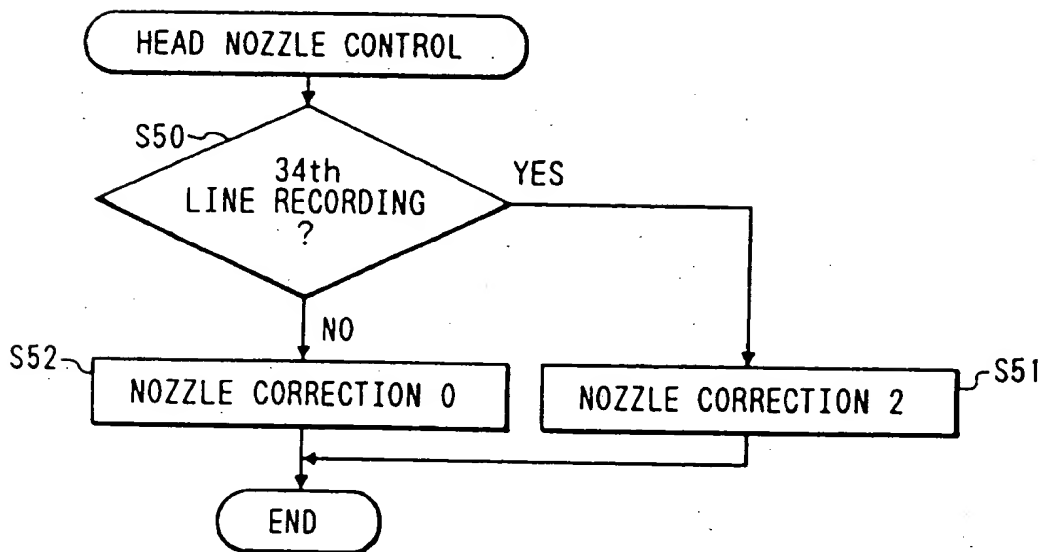 HEAD NOZZLE CONTROL
S50
34th
LINE RECORDING
?
YES
NO
S52
NOZZLE CORRECTION 0
NOZZLE CORRECTION 2
S51
END